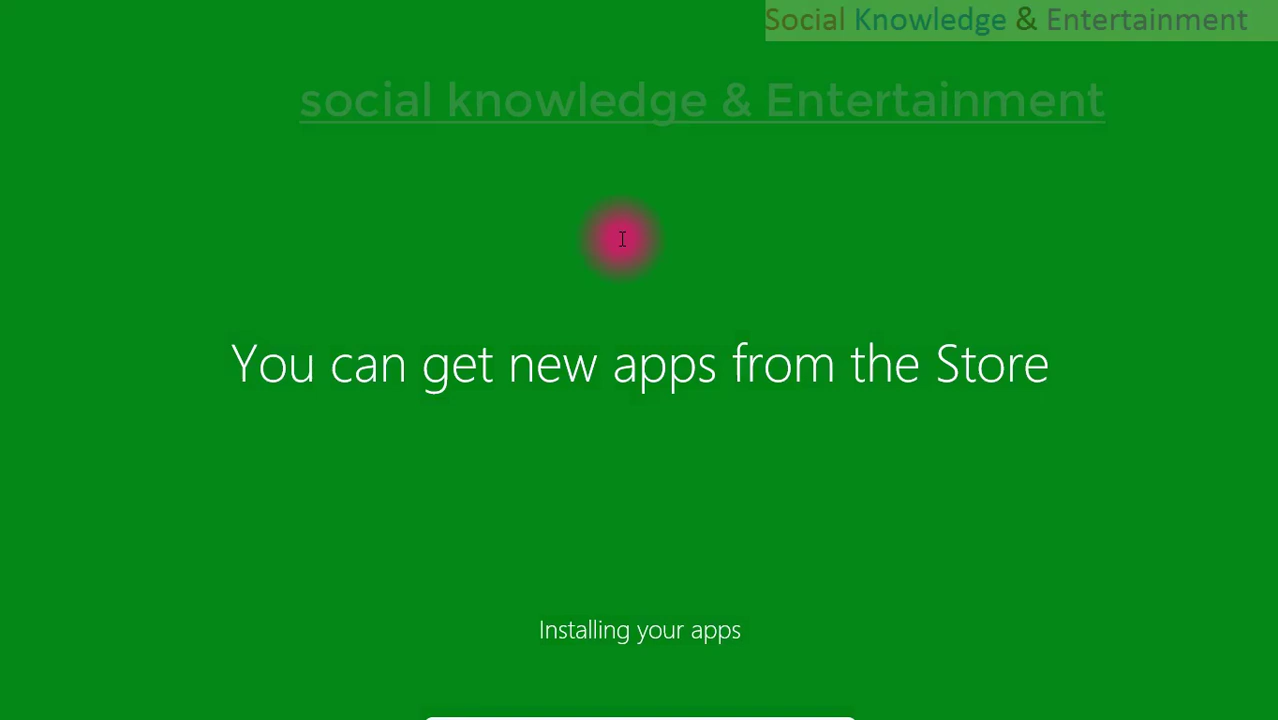 Social Knowledge & Entertainment
social knowledge & Entertainment
You can get new apps from the Store
Installing your apps